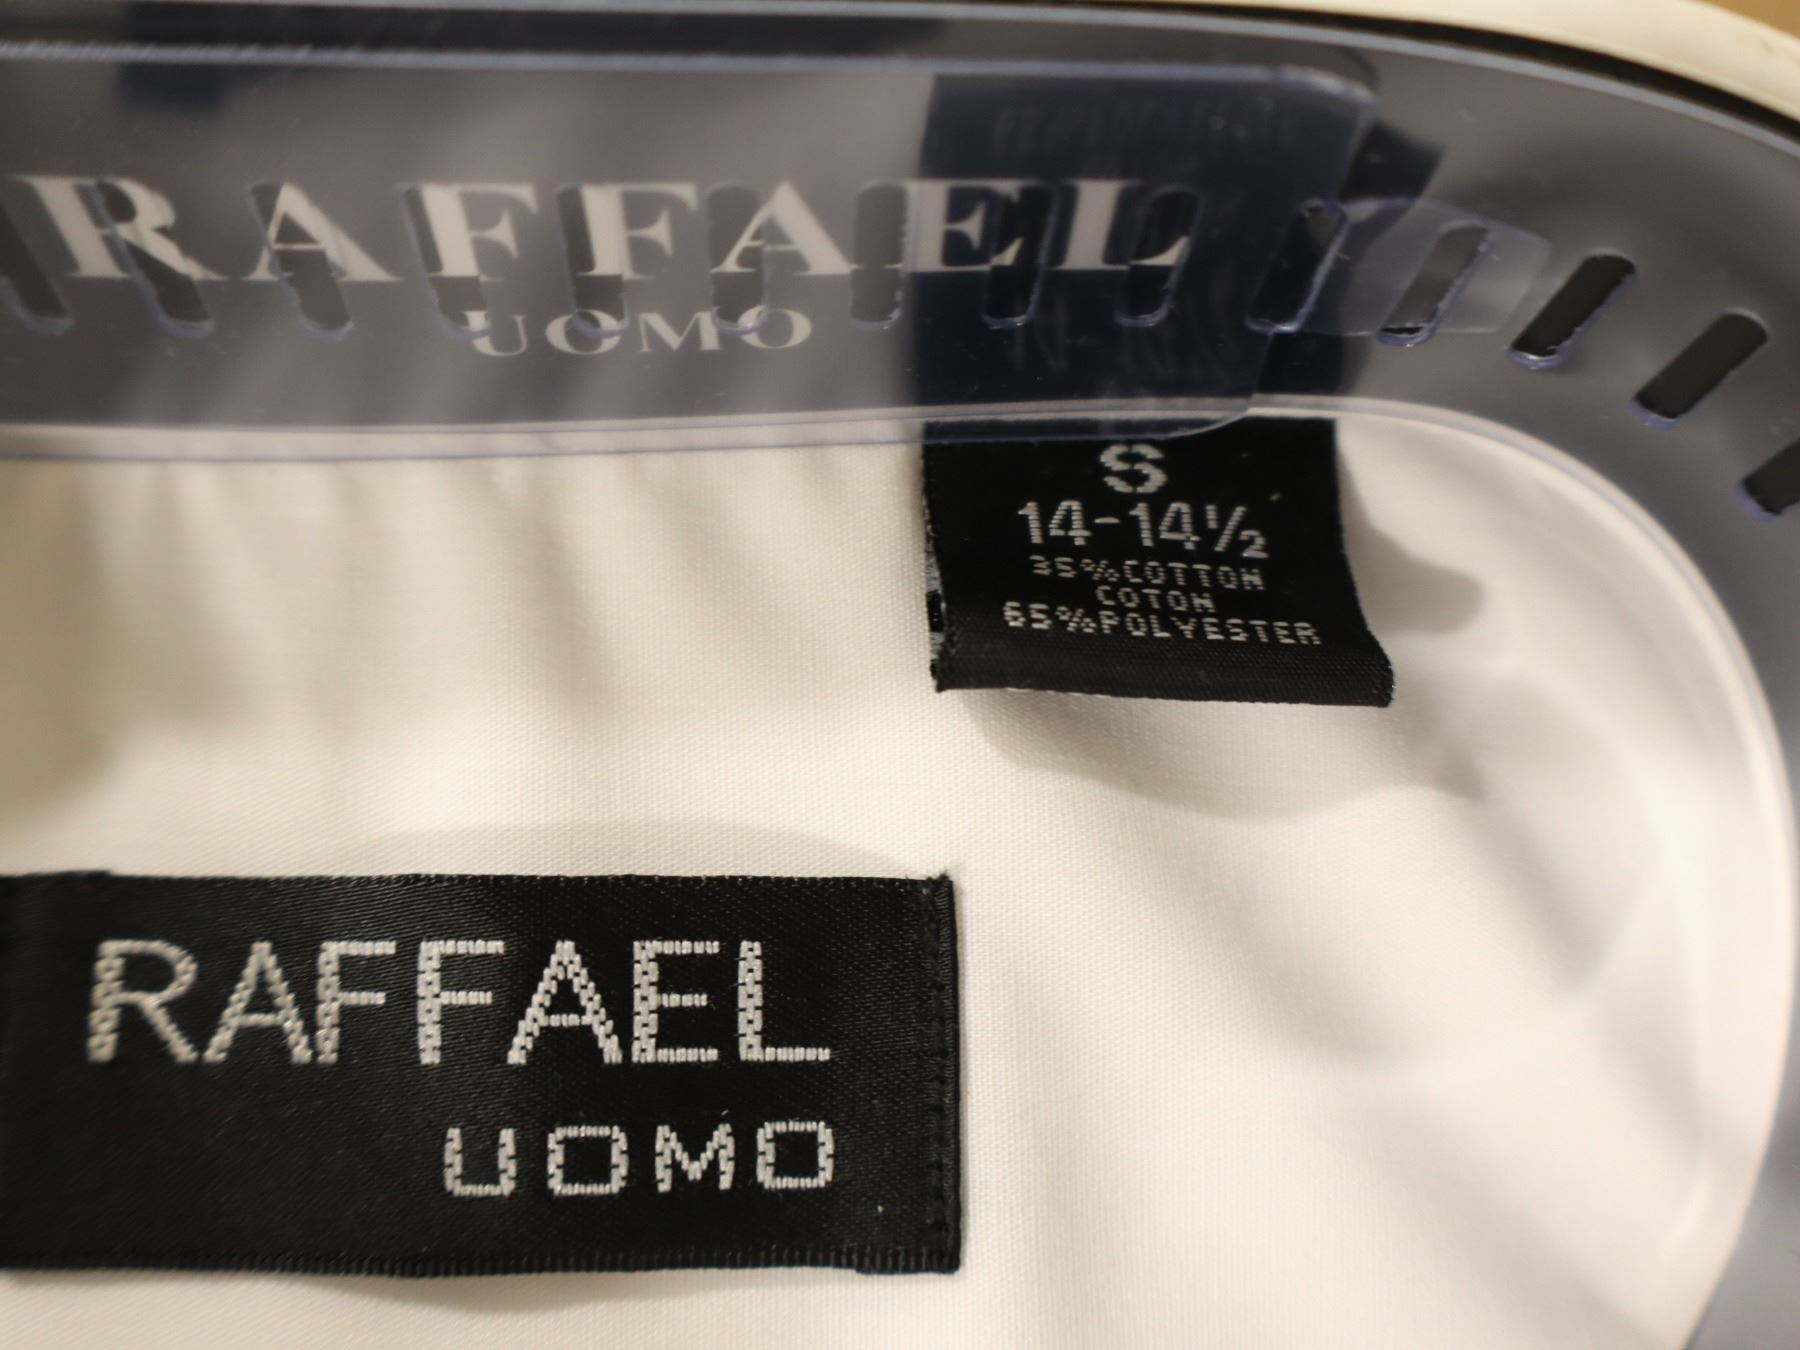 RAFFAEL
UOMO
S
14-14½
35%COTTON
COTON
65%POLYESTER
RAFFAEL
UOMO